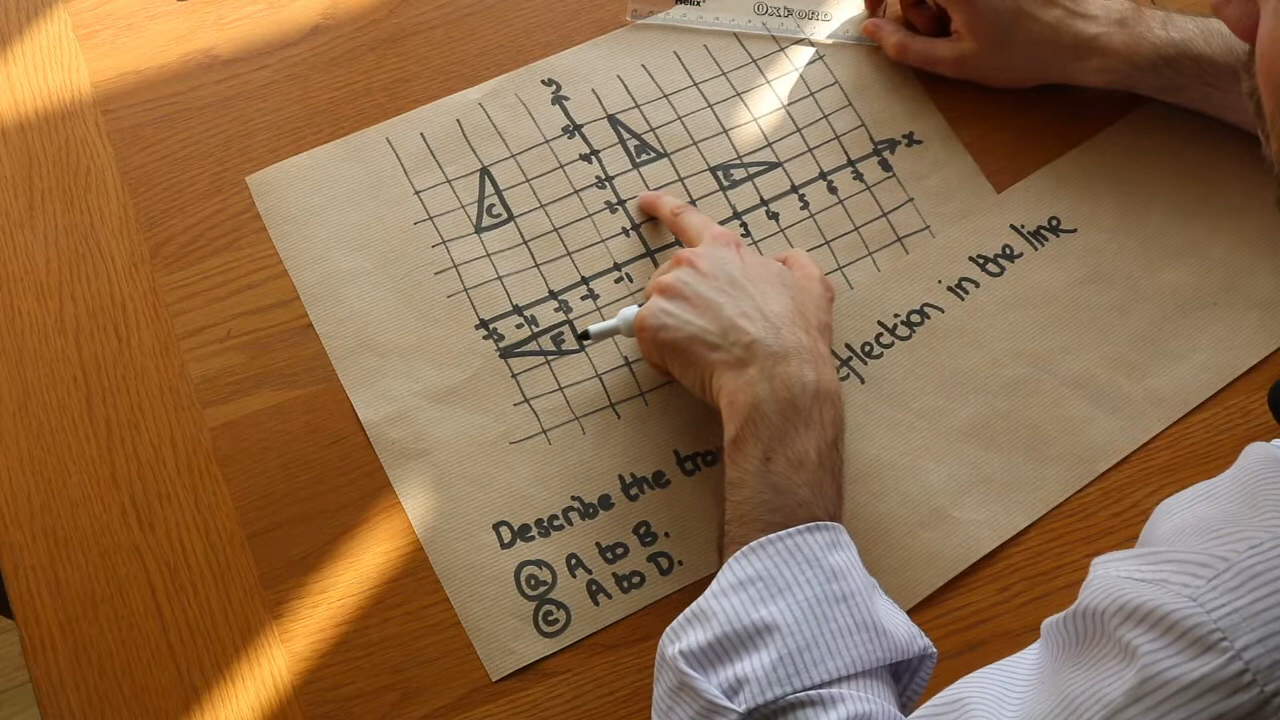 Helix OXFORD
y
x
5
4
3
2
1
3 4 5 6 7 8
-5 -4 -3 -2 -1
A
C
E
F
reflection in the line
Describe the
(a) A to B.
(c) A to D.